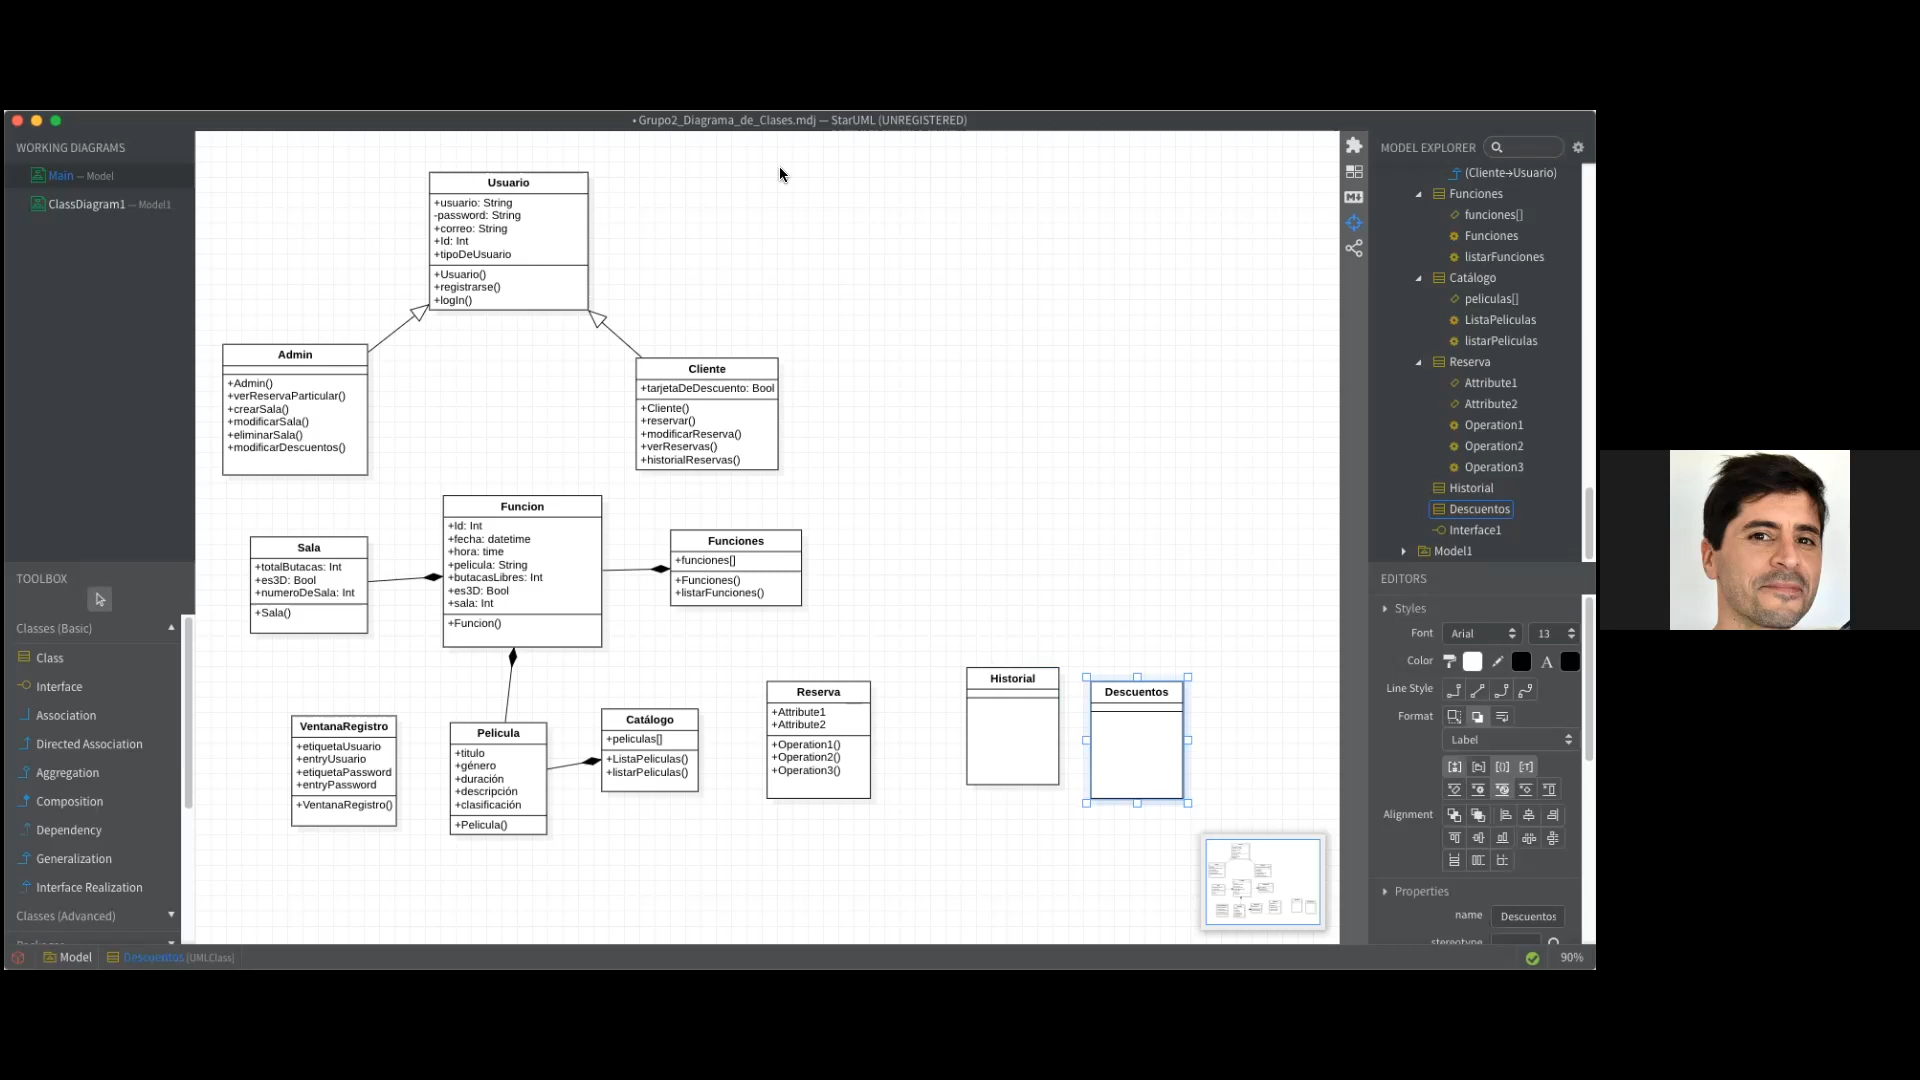 • Grupo2_Diagrama_de_Clases.mdj — StarUML (UNREGISTERED)
WORKING DIAGRAMS
Main — Model
ClassDiagram1 — Model1
TOOLBOX
Classes (Basic)
Class
Interface
Association
Directed Association
Aggregation
Composition
Dependency
Generalization
Interface Realization
Classes (Advanced)
Usuario
+usuario: String
-password: String
+correo: String
+Id: Int
+tipoDeUsuario
+Usuario()
+registrarse()
+logIn()
Admin
+Admin()
+verReservaParticular()
+crearSala()
+modificarSala()
+eliminarSala()
+modificarDescuentos()
Cliente
+tarjetaDeDescuento: Bool
+Cliente()
+reservar()
+modificarReserva()
+verReservas()
+historialReservas()
Sala
+totalButacas: Int
+es3D: Bool
+numeroDeSala: Int
+Sala()
Funcion
+Id: Int
+fecha: datetime
+hora: time
+pelicula: String
+butacasLibres: Int
+es3D: Bool
+sala: Int
+Funcion()
Funciones
+funciones[]
+Funciones()
+listarFunciones()
VentanaRegistro
+etiquetaUsuario
+entryUsuario
+etiquetaPassword
+entryPassword
+VentanaRegistro()
Pelicula
+titulo
+género
+duración
+descripción
+clasificación
+Pelicula()
Catálogo
+peliculas[]
+ListaPeliculas()
+listarPeliculas()
Reserva
+Attribute1
+Attribute2
+Operation1()
+Operation2()
+Operation3()
Historial
Descuentos
MODEL EXPLORER
(Cliente→Usuario)
Funciones
funciones[]
Funciones
listarFunciones
Catálogo
peliculas[]
ListaPeliculas
listarPeliculas
Reserva
Attribute1
Attribute2
Operation1
Operation2
Operation3
Historial
Descuentos
Interface1
Model1
EDITORS
Styles
Font Arial 13
Color A
Line Style
Format
Label
Alignment
Properties
name Descuentos
stereotype
Model Descuentos [UMLClass]
90%